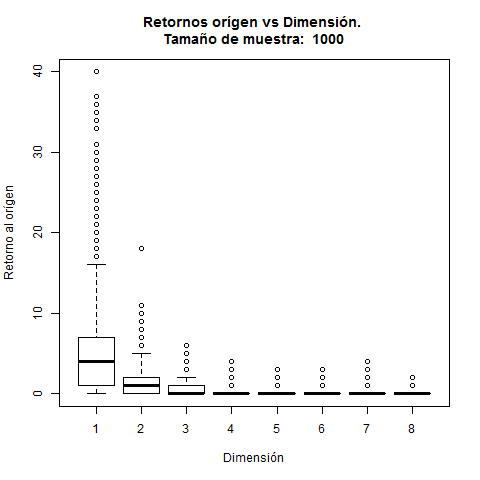 Retornos orígen vs Dimensión.
Tamaño de muestra:  1000
Retorno al orígen
40
30
20
10
0
1 2 3 4 5 6 7 8
Dimensión